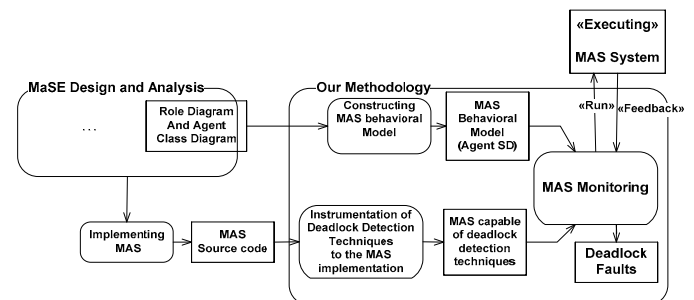 «Executing»
MAS System
MaSE Design and Analysis
Our Methodology
«Run»
«Feedback»
...
Role Diagram
And Agent
Class Diagram
Constructing
MAS behavioral
Model
MAS
Behavioral
Model
(Agent SD)
MAS Monitoring
Implementing
MAS
MAS
Source code
Instrumentation of
Deadlock Detection
Techniques
to the MAS
implementation
MAS capable
of deadlock
detection
techniques
Deadlock
Faults